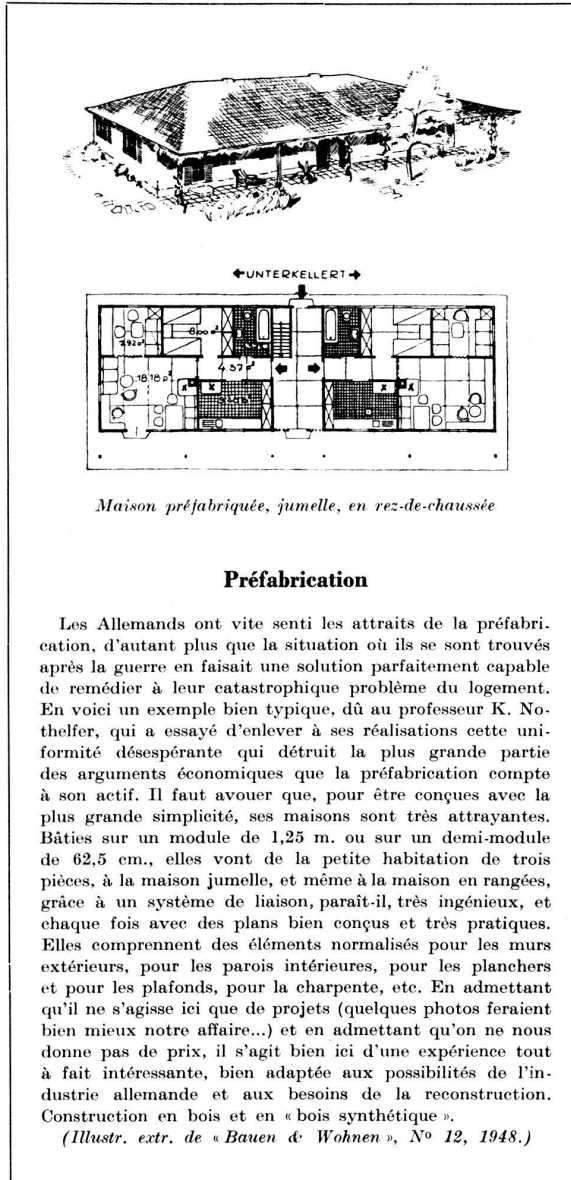 ←UNTERKELLERT→
8.00 m²
7.92 m²
4.37 m²
18.18 m²
Maison préfabriquée, jumelle, en rez-de-chaussée
Préfabrication
Les Allemands ont vite senti les attraits de la préfabri-
cation, d'autant plus que la situation où ils se sont trouvés
après la guerre en faisait une solution parfaitement capable
de remédier à leur catastrophique problème du logement.
En voici un exemple bien typique, dû au professeur K. No-
thelfer, qui a essayé d'enlever à ses réalisations cette uni-
formité désespérante qui détruit la plus grande partie
des arguments économiques que la préfabrication compte
à son actif. Il faut avouer que, pour être conçues avec la
plus grande simplicité, ses maisons sont très attrayantes.
Bâties sur un module de 1,25 m. ou sur un demi-module
de 62,5 cm., elles vont de la petite habitation de trois
pièces, à la maison jumelle, et même à la maison en rangées,
grâce à un système de liaison, paraît-il, très ingénieux, et
chaque fois avec des plans bien conçus et très pratiques.
Elles comprennent des éléments normalisés pour les murs
extérieurs, pour les parois intérieures, pour les planchers
et pour les plafonds, pour la charpente, etc. En admettant
qu'il ne s'agisse ici que de projets (quelques photos feraient
bien mieux notre affaire...) et en admettant qu'on ne nous
donne pas de prix, il s'agit bien ici d'une expérience tout
à fait intéressante, bien adaptée aux possibilités de l'in-
dustrie allemande et aux besoins de la reconstruction.
Construction en bois et en « bois synthétique ».
(Illustr. extr. de « Bauen & Wohnen », Nº 12, 1948.)